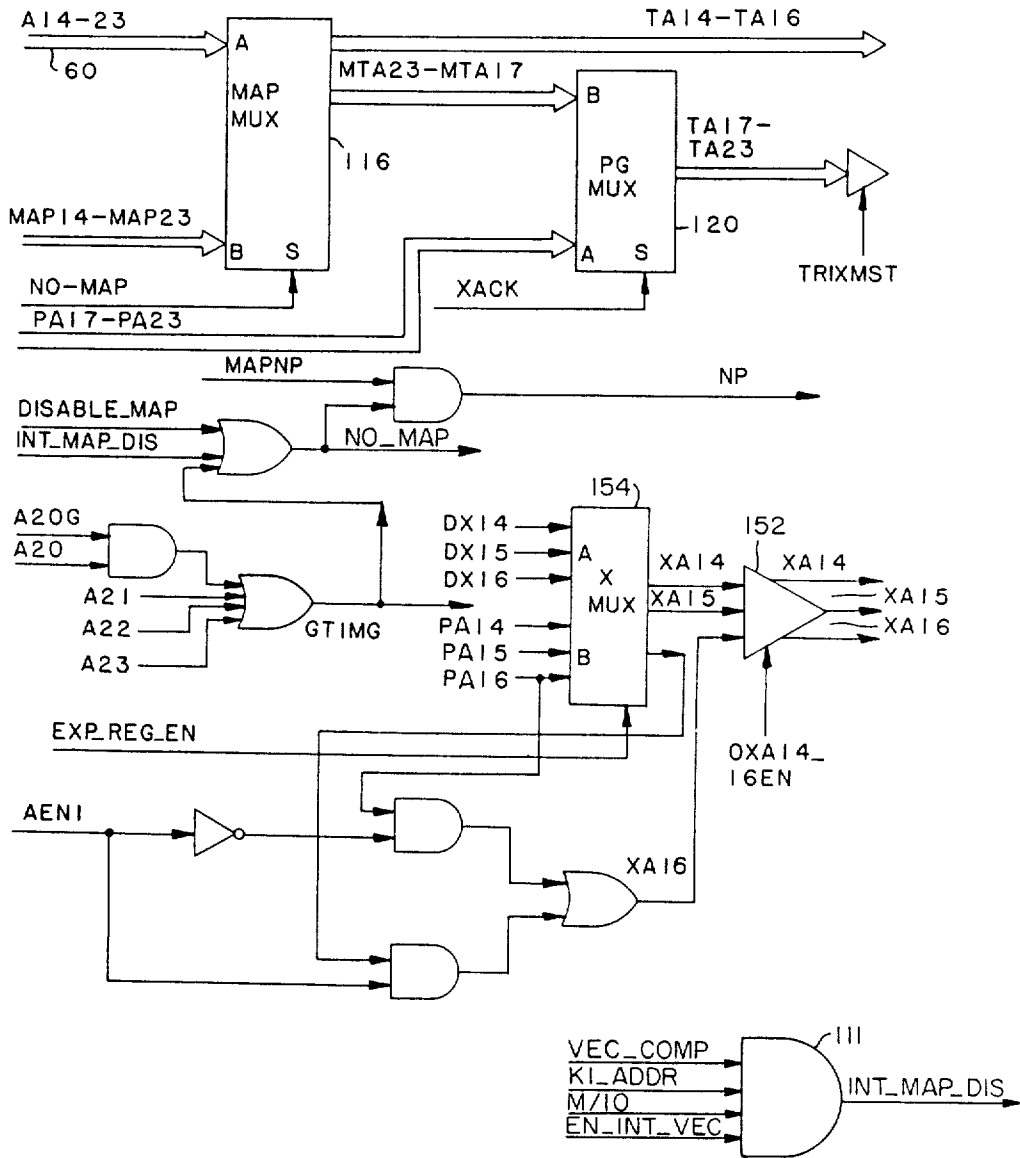 A14-23
60
A
MAP
MUX
B
S
116
TA14-TA16
MTA23-MTA17
B
PG
MUX
A
S
120
TA17-
TA23
TRIXMST
MAP14-MAP23
NO-MAP
PA17-PA23
XACK
MAPNP
NP
DISABLE_MAP
INT_MAP_DIS
NO_MAP
A20G
A20
A21
A22
A23
GT1MG
154
DX14
DX15
DX16
PA14
PA15
PA16
A
X
MUX
B
XA14
XA15
152
XA14
XA15
XA16
OXA14_
16EN
EXP_REG_EN
AEN1
XA16
111
VEC_COMP
K1_ADDR
M/IO
EN_INT_VEC
INT_MAP_DIS